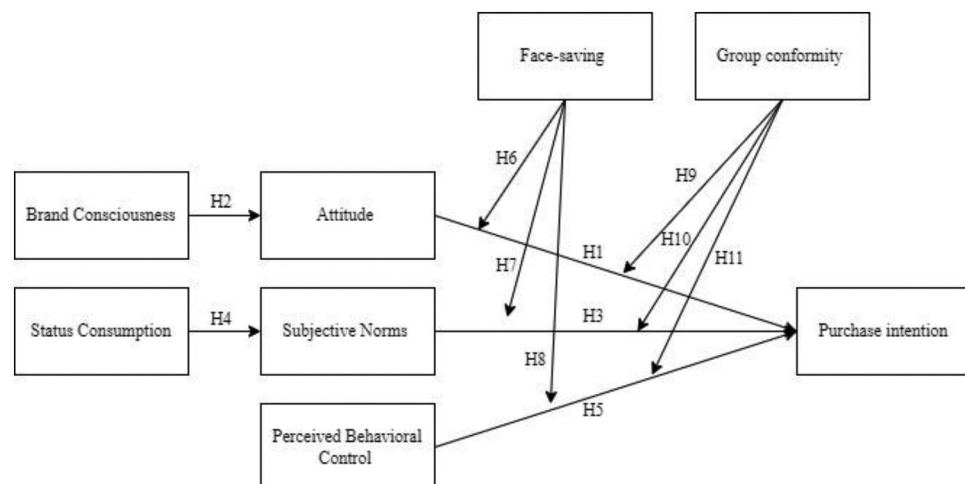 Face-saving
Group conformity
H6
H9
Brand Consciousness
H2
Attitude
H10
H1
H11
H7
Status Consumption
H4
Subjective Norms
H3
Purchase intention
H8
H5
Perceived Behavioral
Control